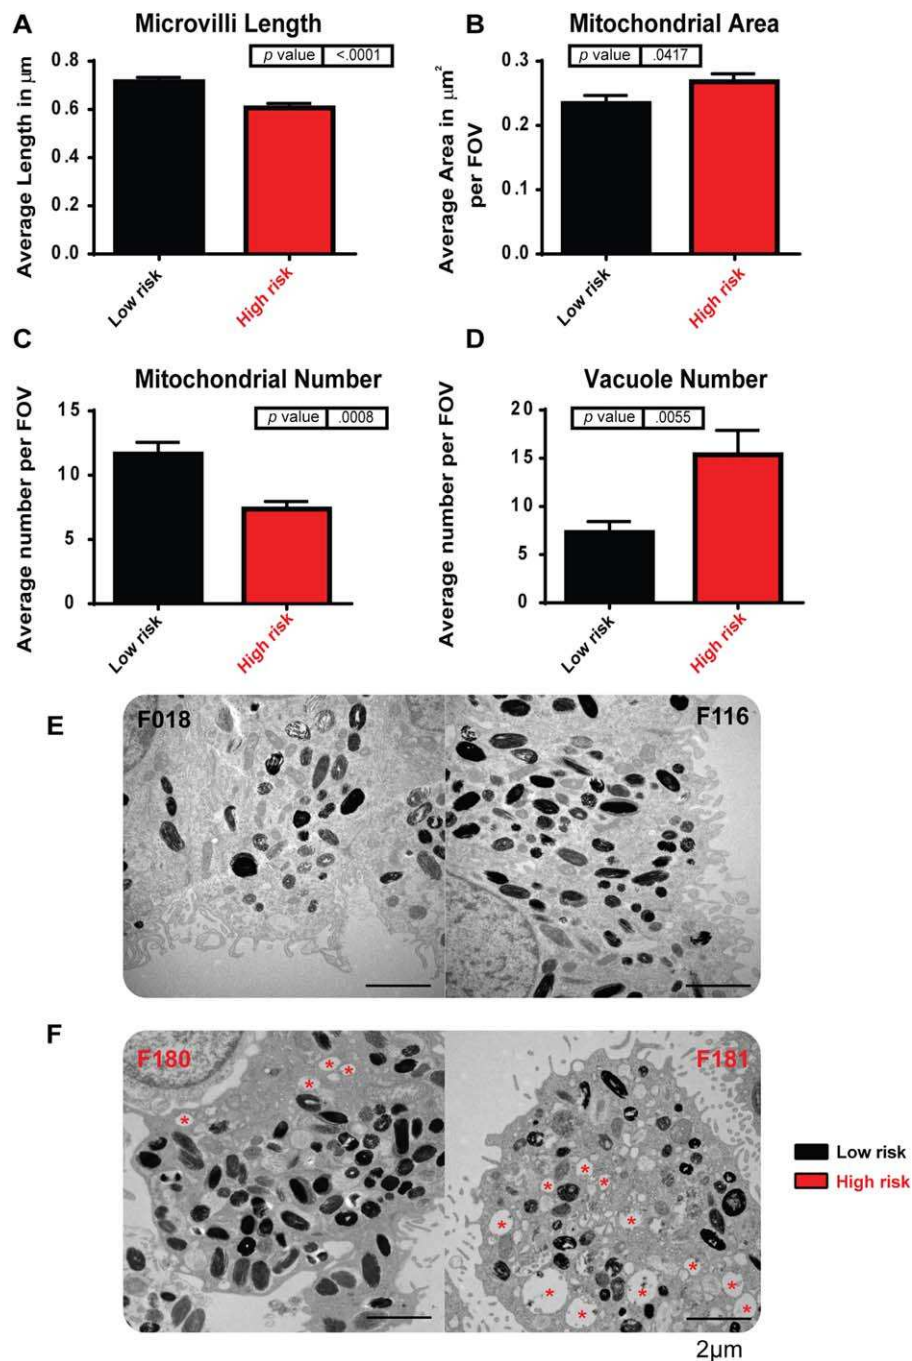 A
Microvilli Length
p value <.0001
Average Length in μm
0.8
0.6
0.4
0.2
0.0
Low risk
High risk
B
Mitochondrial Area
p value .0417
Average Area in μm²
per FOV
0.3
0.2
0.1
0.0
Low risk
High risk
C
Mitochondrial Number
p value .0008
Average number per FOV
15
10
5
0
Low risk
High risk
D
Vacuole Number
p value .0055
Average number per FOV
20
15
10
5
0
Low risk
High risk
E
F018
F116
F
F180
* * *
*
F181
* * *
* *
*
* * * * *
Low risk
High risk
2μm